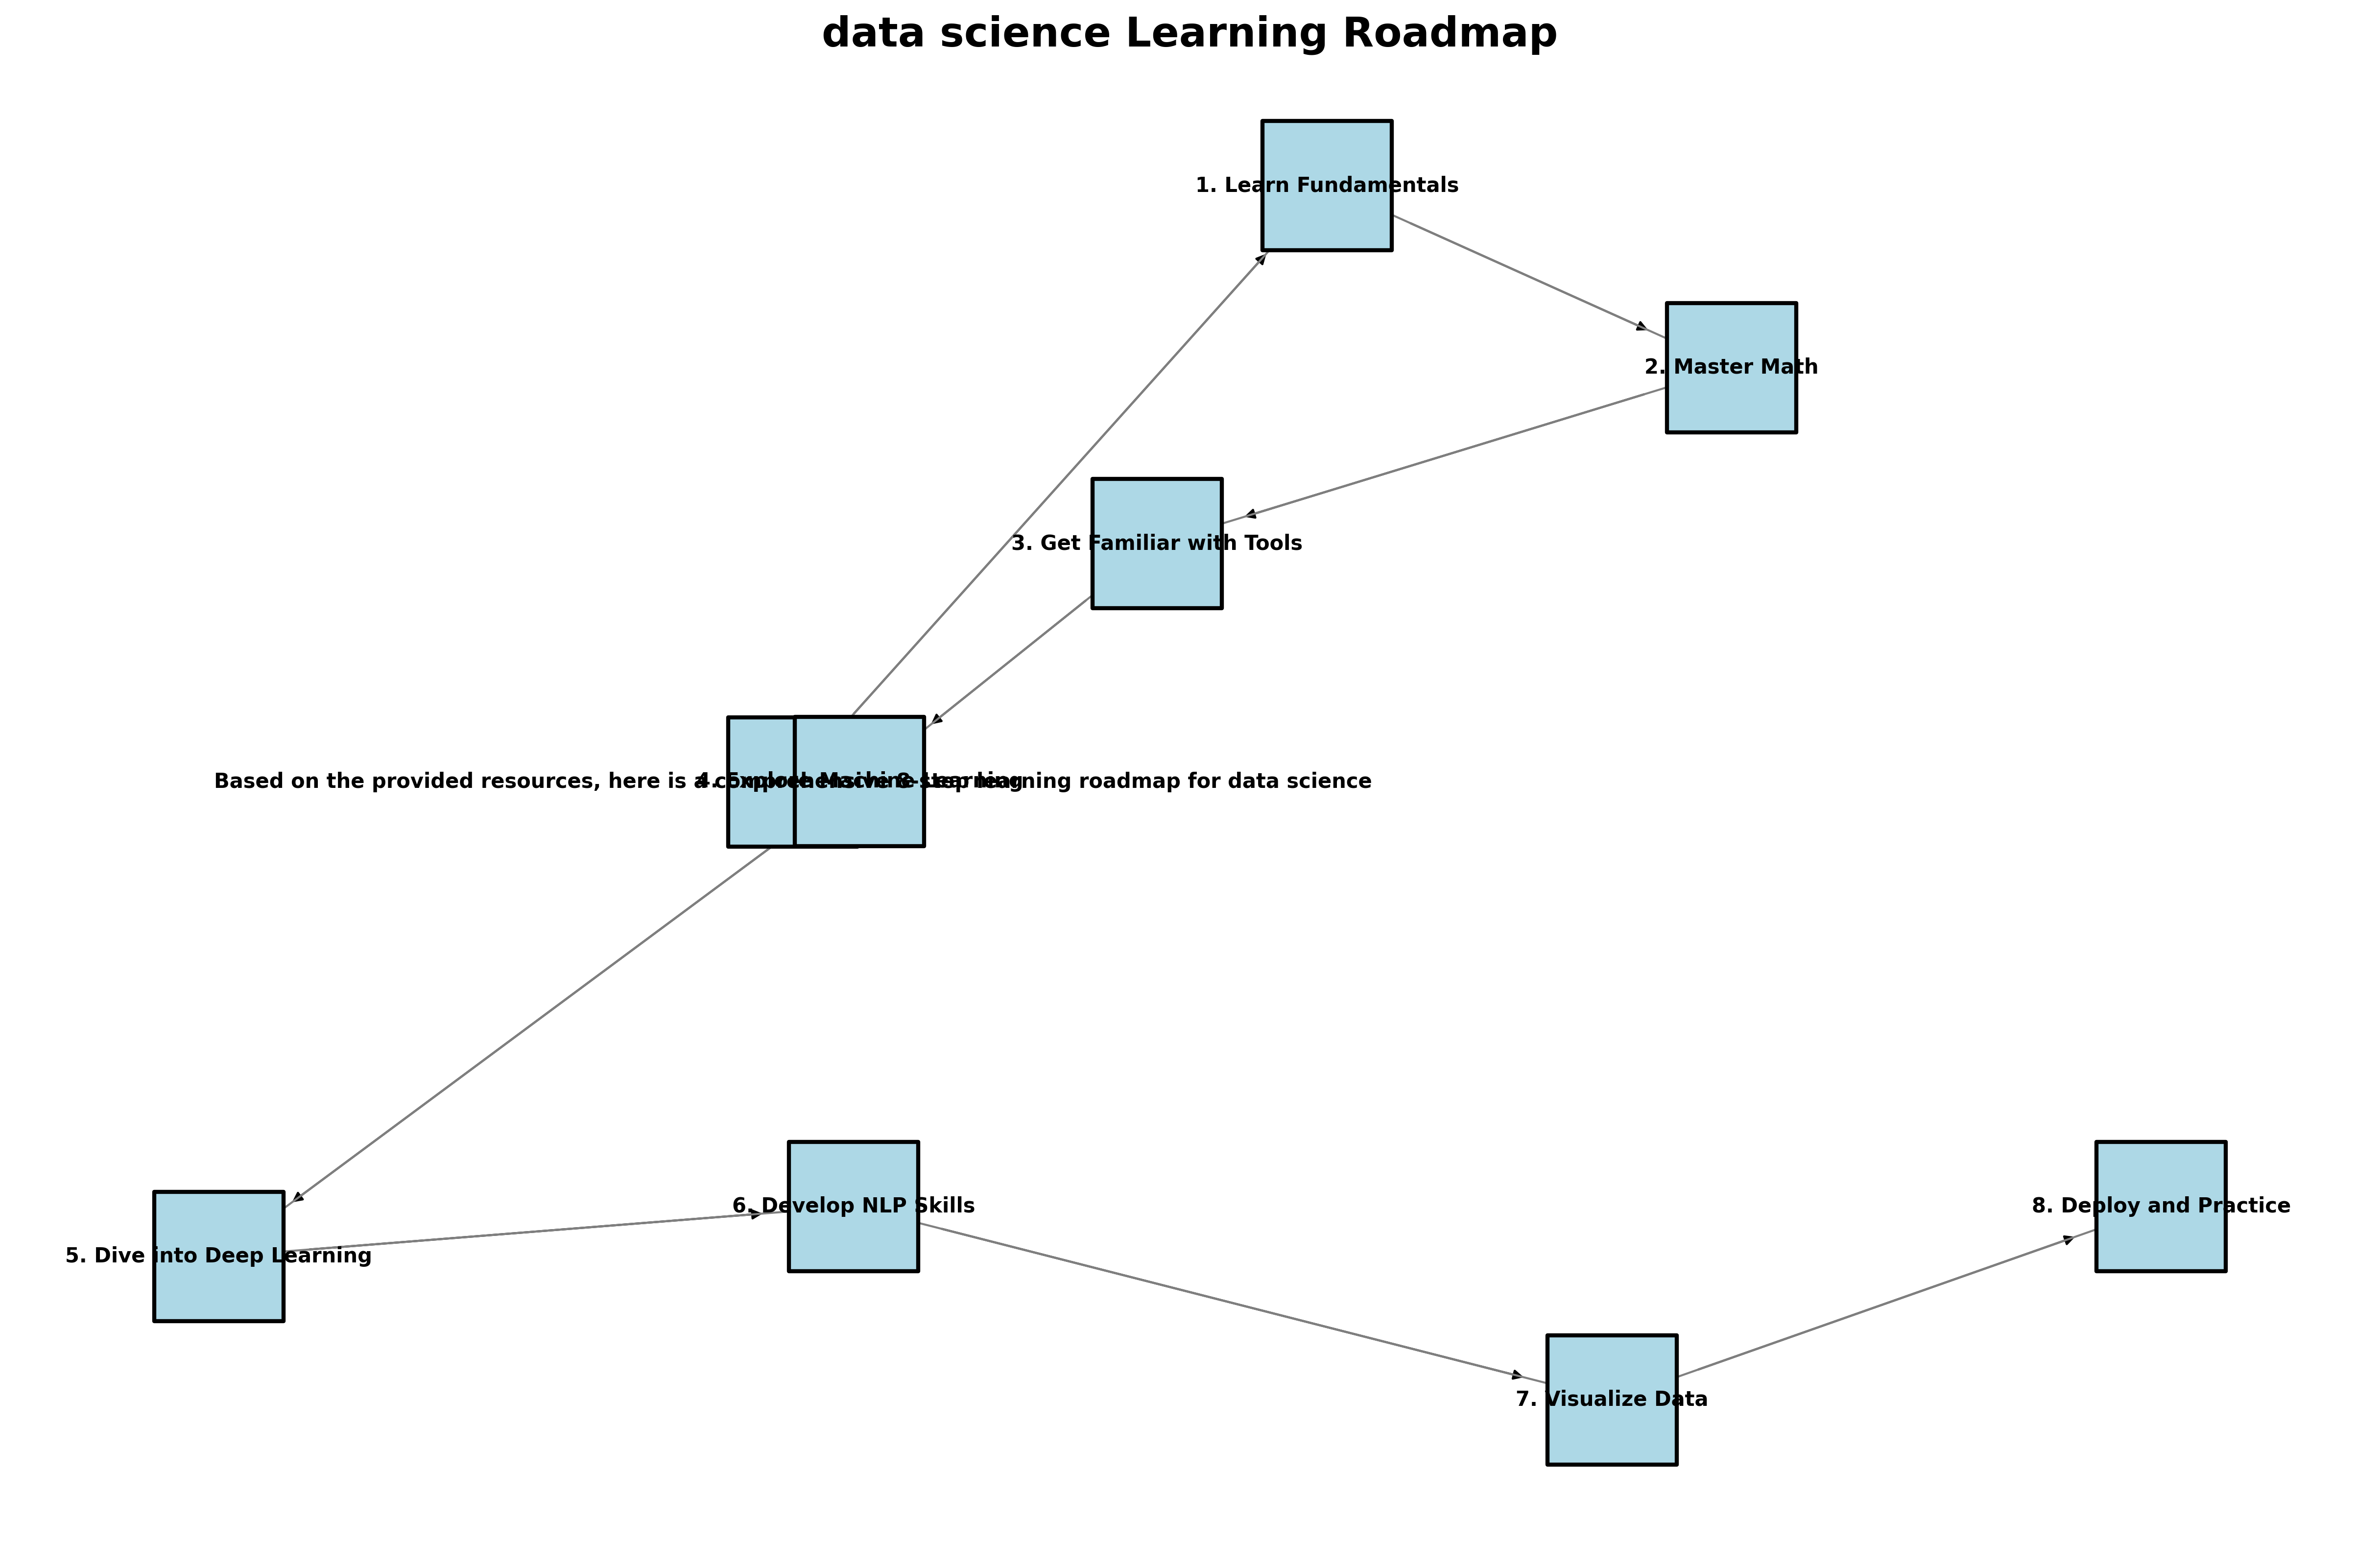 data science Learning Roadmap
1. Learn Fundamentals
2. Master Math
3. Get Familiar with Tools
Based on the provided resources, here is a comprehensive 8-step learning roadmap for data science
4. Explore Machine Learning
5. Dive into Deep Learning
6. Develop NLP Skills
7. Visualize Data
8. Deploy and Practice